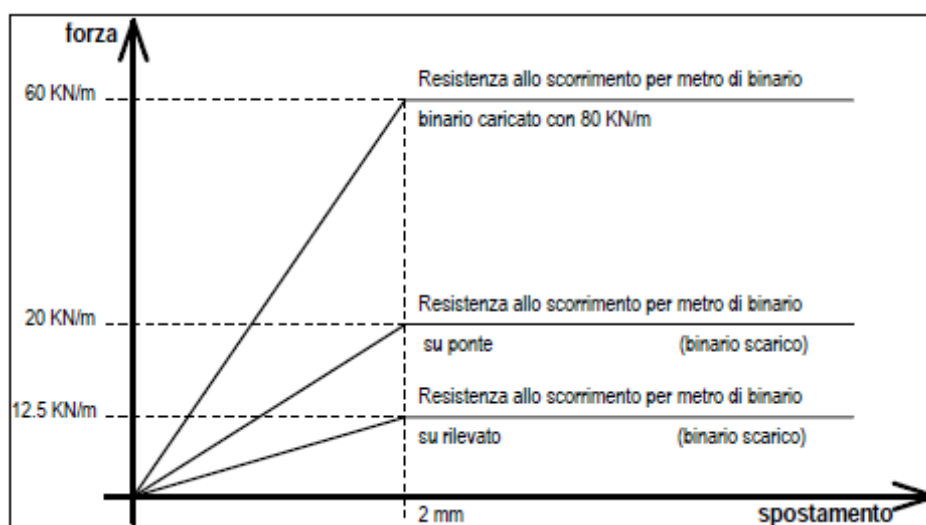 forza
Resistenza allo scorrimento per metro di binario
60 KN/m
binario caricato con 80 KN/m
Resistenza allo scorrimento per metro di binario
20 KN/m
su ponte (binario scarico)
Resistenza allo scorrimento per metro di binario
12.5 KN/m
su rilevato (binario scarico)
2 mm
spostamento